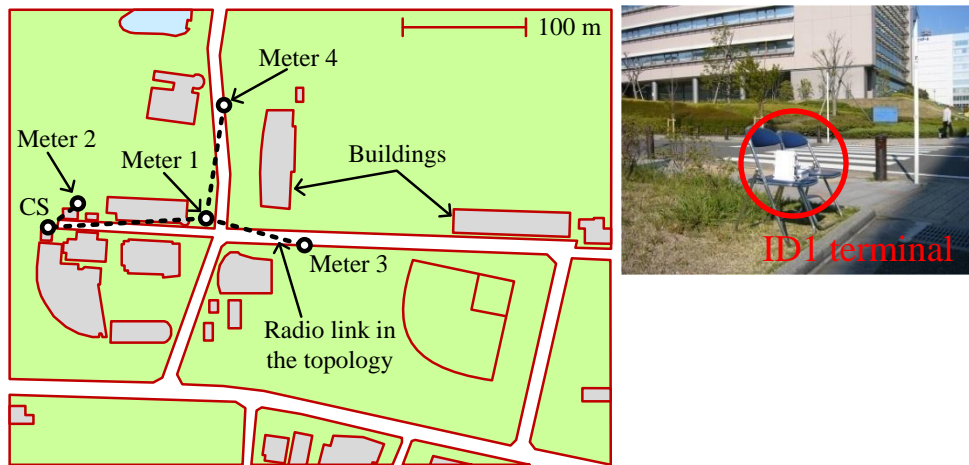 100 m
Meter 4
Meter 2
Meter 1
Buildings
CS
Meter 3
Radio link in
the topology
ID1 terminal